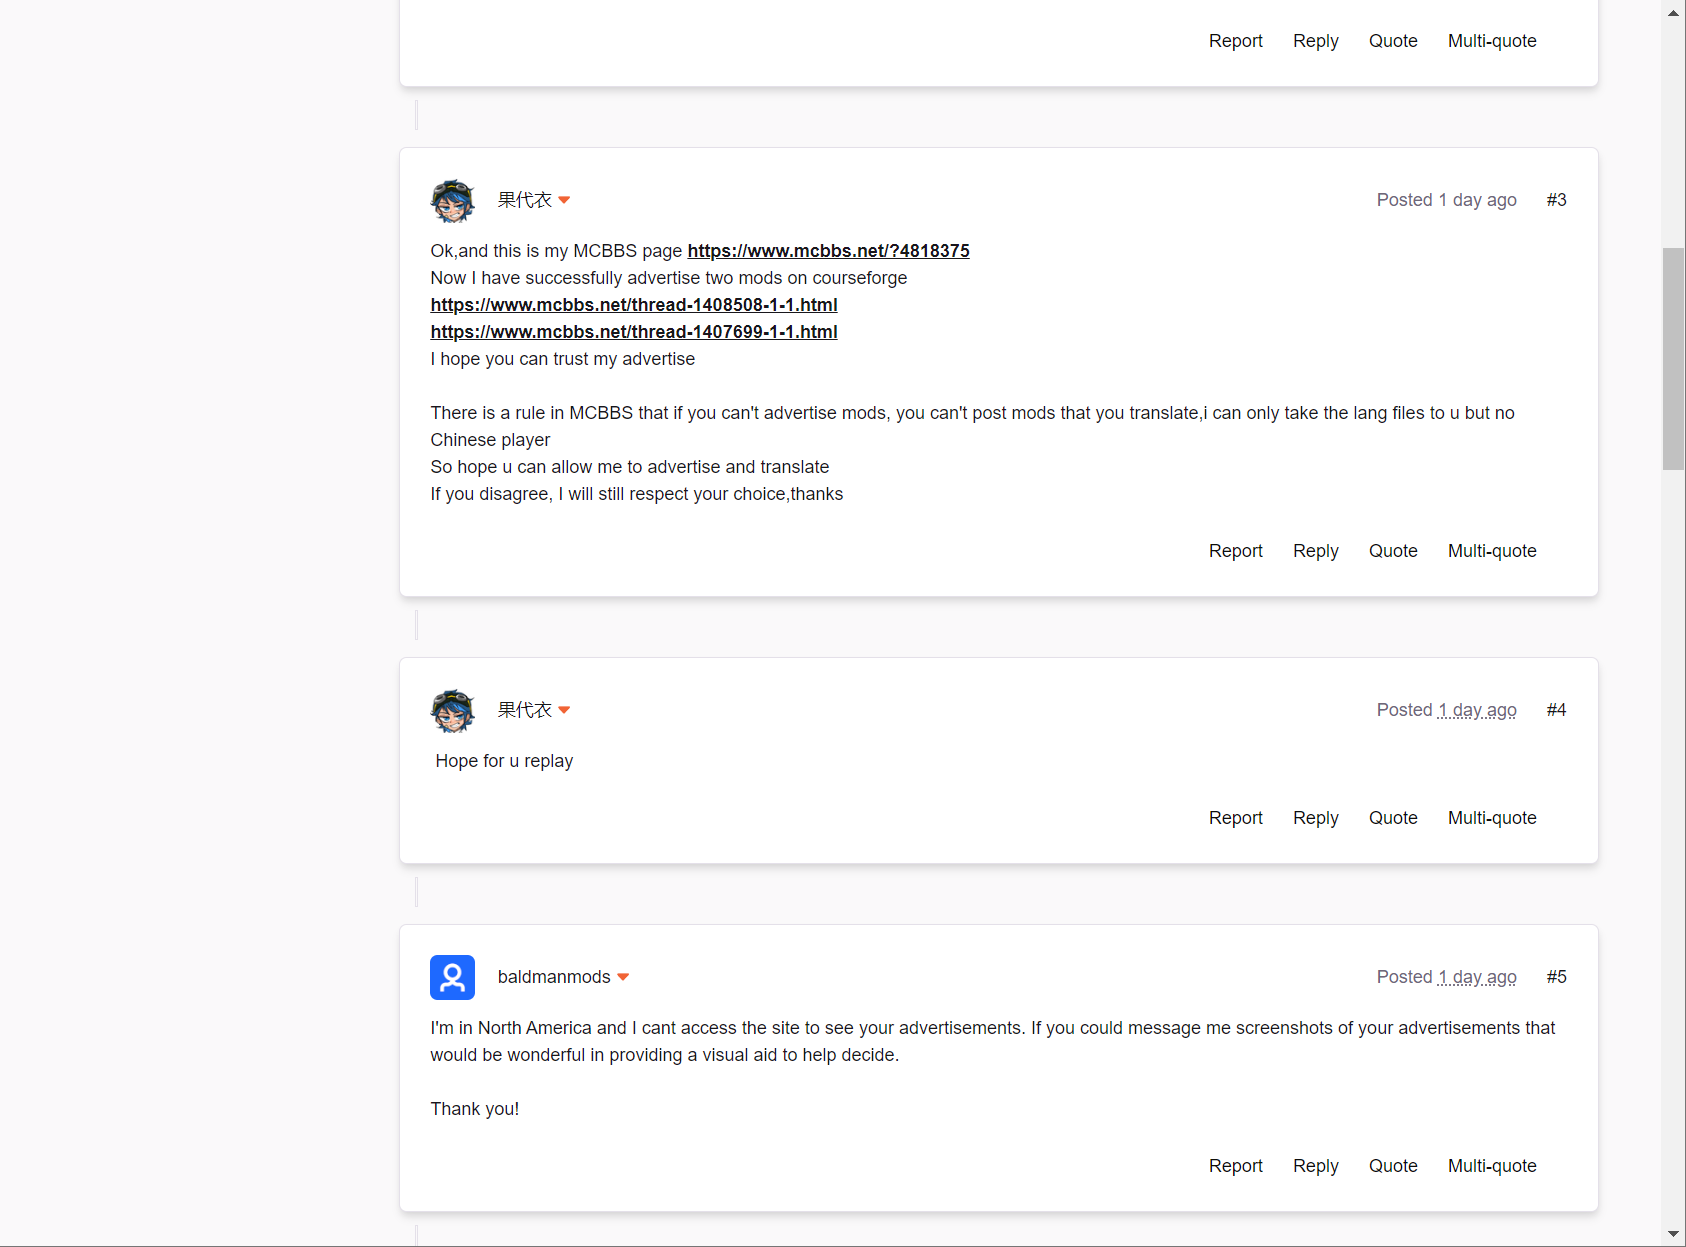 Report Reply Quote Multi-quote
果代衣 Posted 1 day ago #3
Ok,and this is my MCBBS page https://www.mcbbs.net/?4818375
Now I have successfully advertise two mods on courseforge
https://www.mcbbs.net/thread-1408508-1-1.html
https://www.mcbbs.net/thread-1407699-1-1.html
I hope you can trust my advertise
There is a rule in MCBBS that if you can't advertise mods, you can't post mods that you translate,i can only take the lang files to u but no
Chinese player
So hope u can allow me to advertise and translate
If you disagree, I will still respect your choice,thanks
Report Reply Quote Multi-quote
果代衣 Posted 1 day ago #4
Hope for u replay
Report Reply Quote Multi-quote
baldmanmods Posted 1 day ago #5
I'm in North America and I cant access the site to see your advertisements. If you could message me screenshots of your advertisements that
would be wonderful in providing a visual aid to help decide.
Thank you!
Report Reply Quote Multi-quote